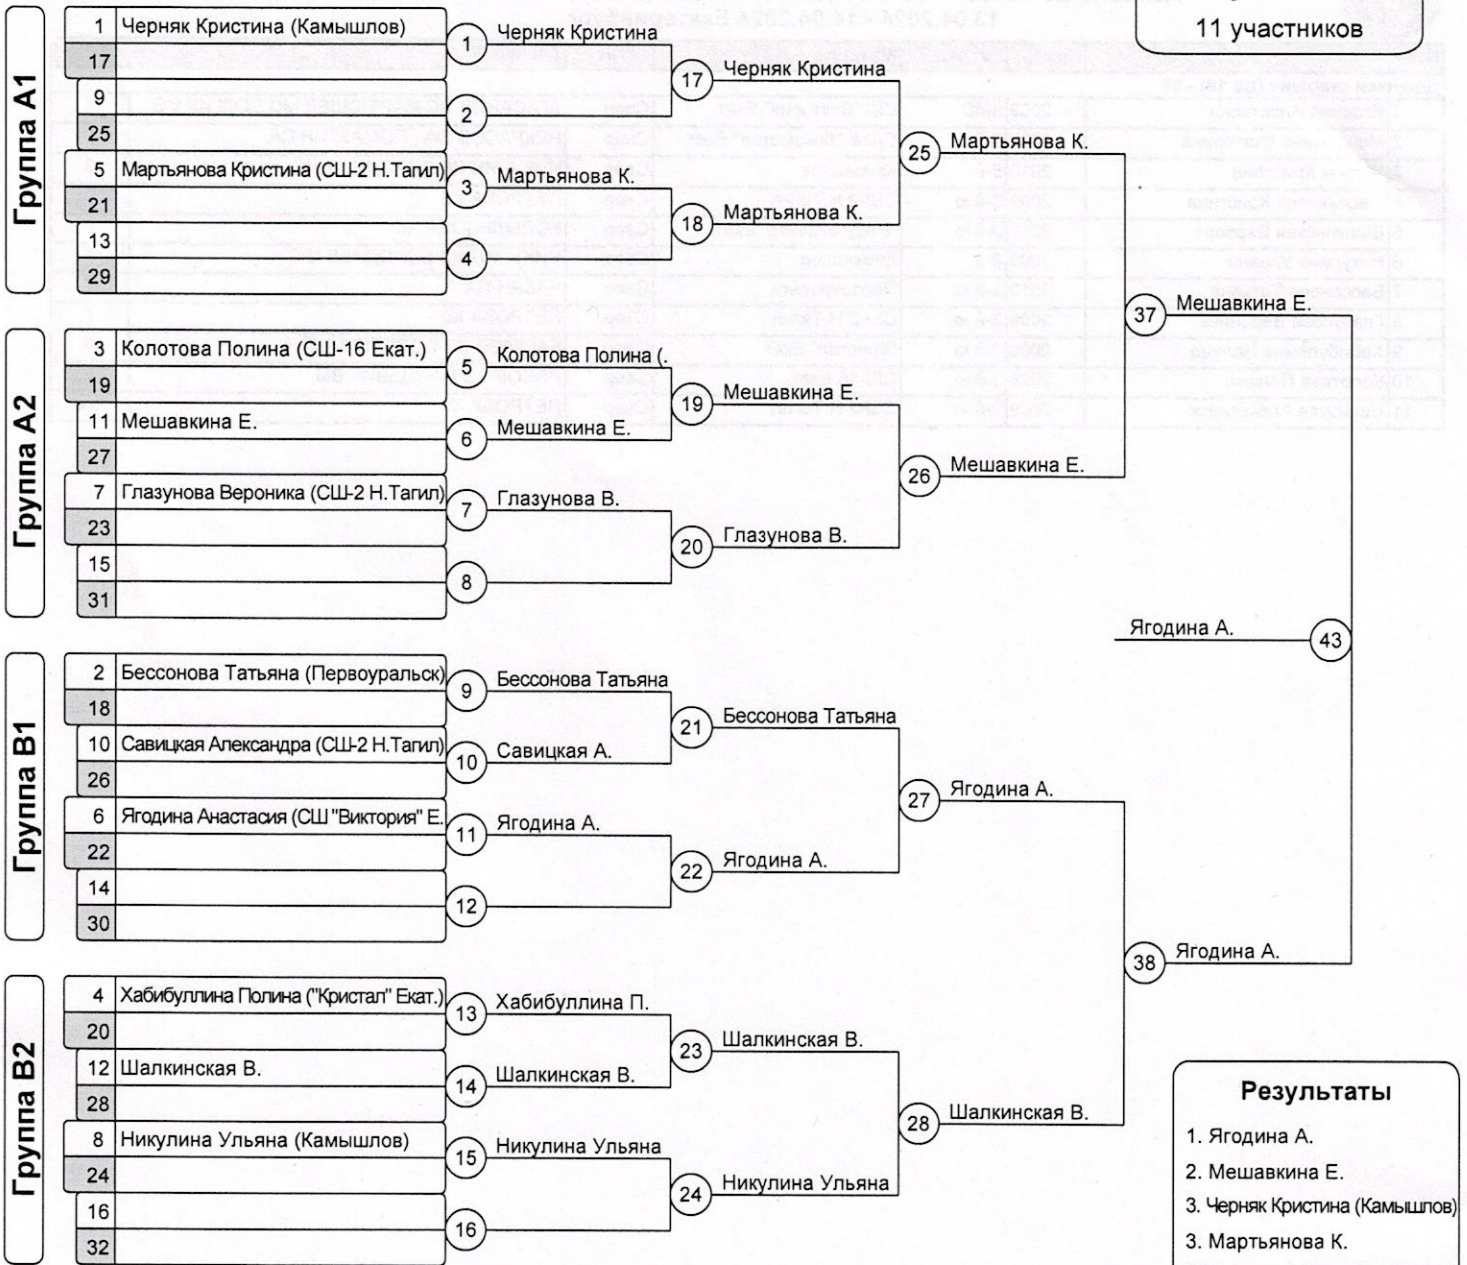 11 участников
Группа A1
1 Черняк Кристина (Камышлов)
17
9
25
5 Мартьянова Кристина (СШ-2 Н.Тагил)
21
13
29
1 Черняк Кристина
2
3 Мартьянова К.
4
17 Черняк Кристина
18 Мартьянова К.
25 Мартьянова К.
Группа A2
3 Колотова Полина (СШ-16 Екат.)
19
11 Мешавкина Е.
27
7 Глазунова Вероника (СШ-2 Н.Тагил)
23
15
31
5 Колотова Полина (.
6 Мешавкина Е.
7 Глазунова В.
8
19 Мешавкина Е.
20 Глазунова В.
26 Мешавкина Е.
37 Мешавкина Е.
Ягодина А. 43
Группа B1
2 Бессонова Татьяна (Первоуральск)
18
10 Савицкая Александра (СШ-2 Н.Тагил)
26
6 Ягодина Анастасия (СШ "Виктория" Е.
22
14
30
9 Бессонова Татьяна
10 Савицкая А.
11 Ягодина А.
12
21 Бессонова Татьяна
22 Ягодина А.
27 Ягодина А.
38 Ягодина А.
Группа B2
4 Хабибуллина Полина ("Кристал" Екат.)
20
12 Шалкинская В.
28
8 Никулина Ульяна (Камышлов)
24
16
32
13 Хабибуллина П.
14 Шалкинская В.
15 Никулина Ульяна
16
23 Шалкинская В.
24 Никулина Ульяна
28 Шалкинская В.
Результаты
1. Ягодина А.
2. Мешавкина Е.
3. Черняк Кристина (Камышлов)
3. Мартьянова К.